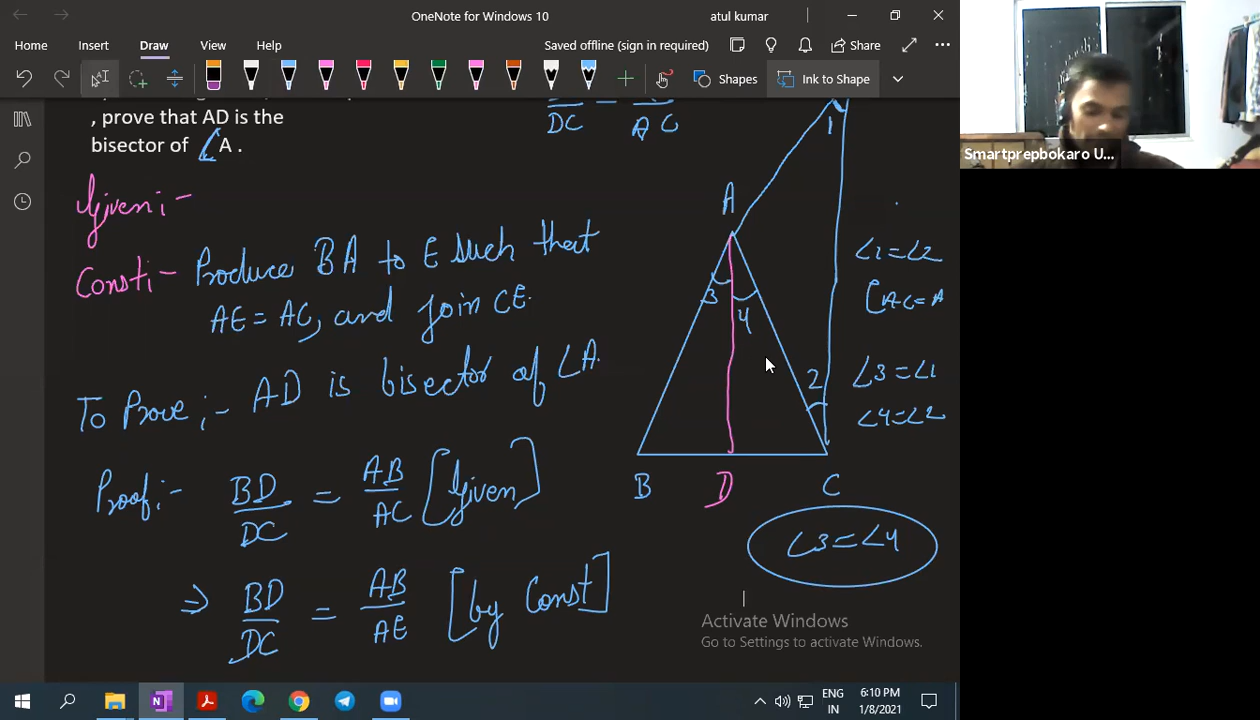 OneNote for Windows 10
atul kumar
Home Insert Draw View Help
Saved offline (sign in required)
Share
Shapes
Ink to Shape
, prove that AD is the
bisector of ∠A .
DC AC
Given:-
Const:- Produce BA to E such that
AE = AC, and join CE.
To Prove:- AD is bisector of ∠A.
Proof:- BD/DC = AB/AC [Given]
⇒ BD/DC = AB/AE [by Const]
1
A
3
4
2
B D C
∠1=∠2
[AC=A
∠3=∠1
∠4=∠2
∠3=∠4
Activate Windows
Go to Settings to activate Windows.
Smartprepbokaro U...
ENG
IN
6:10 PM
1/8/2021